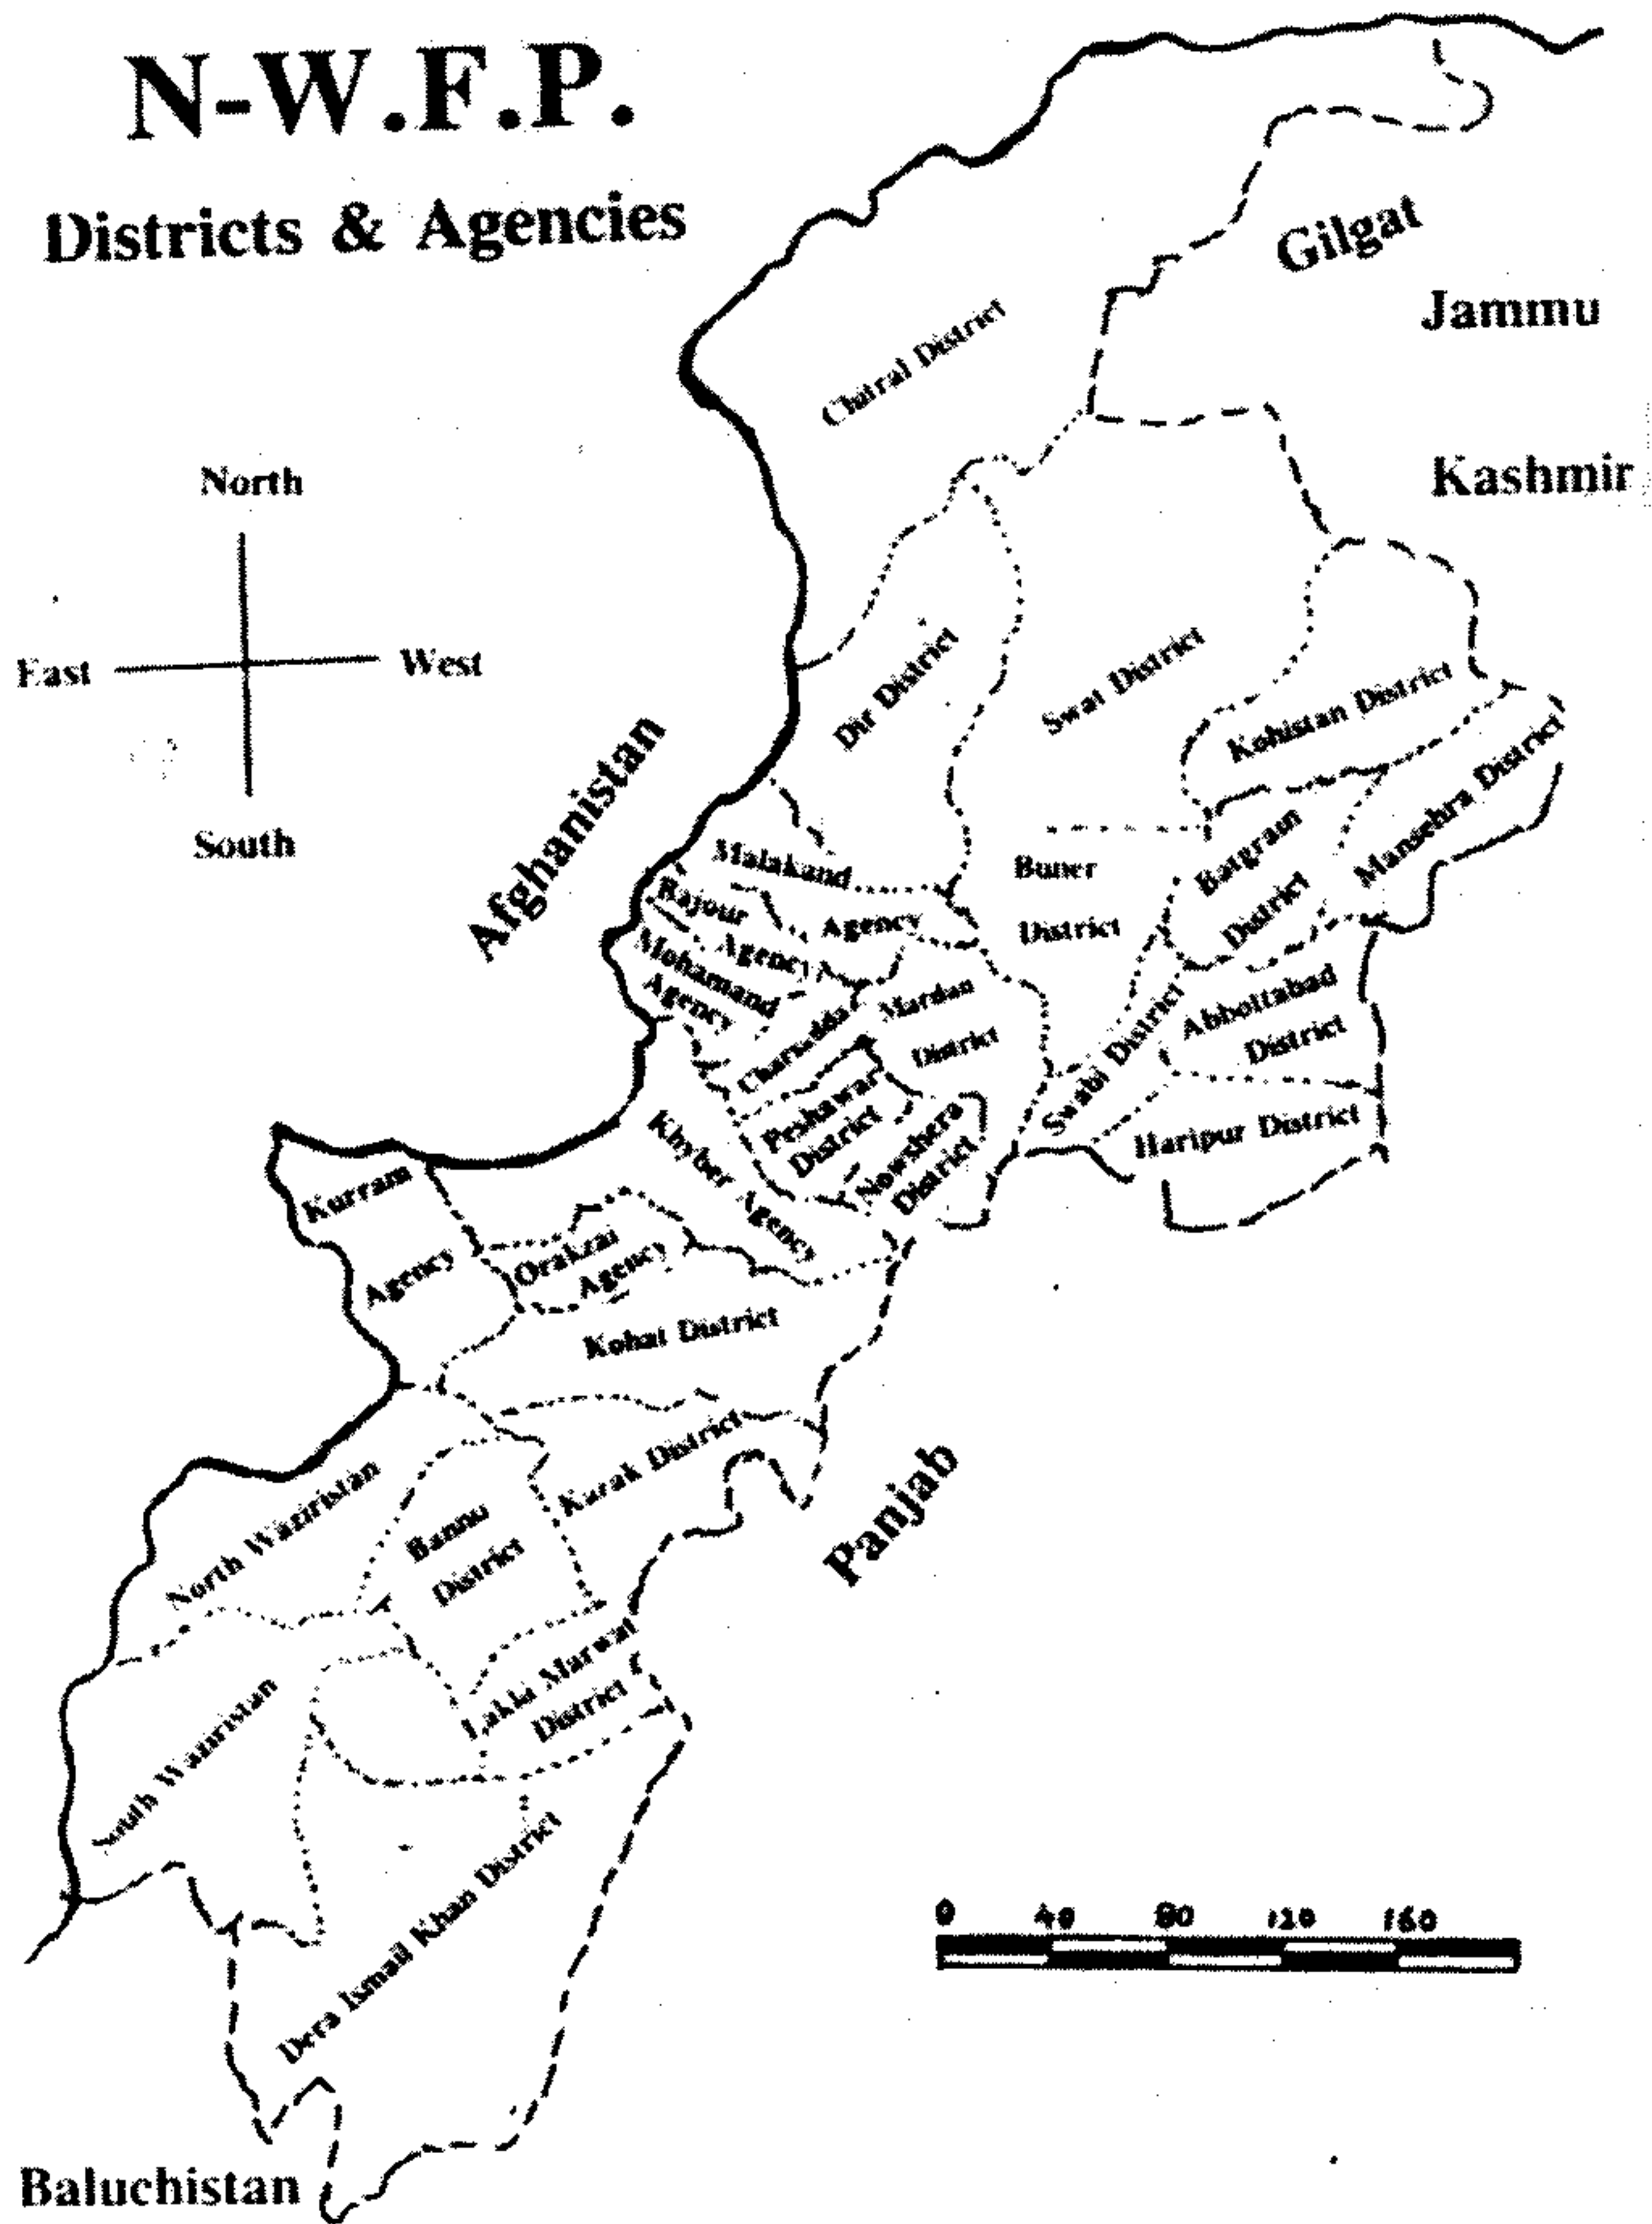 N-W.F.P.
Districts & Agencies
Gilgat
Jammu
Kashmir
Chitral District
North
East
West
South
Afghanistan
Dir District
Swat District
Kohistan District
Mansehra District
Batgram
District
Buner
District
Malakand
Agency
Bajour
Agency
Mohamand
Agency
Charsadda
Mardan
District
Swabi District
Abbottabad
District
Haripur District
Peshawar
District
Nowshera
District
Khyber Agency
Kurram
Agency
Orakzai
Agency
Kohat District
Karak District
Panjab
North Waziristan
Bannu
District
Lakki Marwat
District
South Waziristan
Dera Ismail Khan District
0 40 80 120 160
Baluchistan